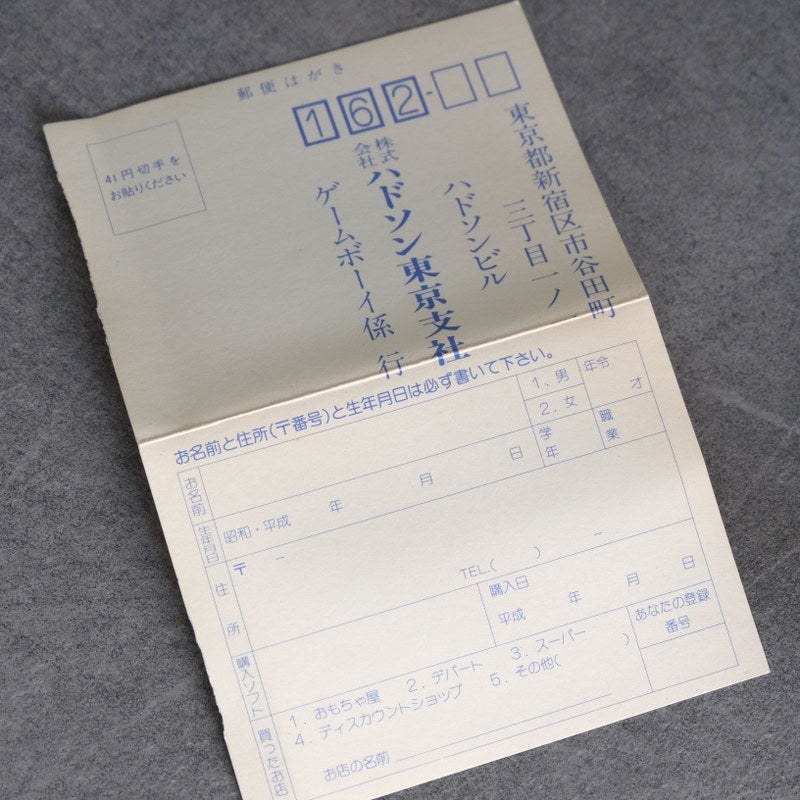 郵便はがき
162-
41円切手を
お貼りください
東京都新宿区市谷田町
三丁目一ノ
ハドソンビル
株式会社ハドソン東京支社
ゲームボーイ係 行
お名前と住所(〒番号)と生年月日は必ず書いて下さい。
お名前
1. 男
2. 女
年令
才
生年月日
昭和・平成 年 月 日
学年
職業
住所
〒 -
TEL.( ) -
購入ソフト
購入日
平成 年 月 日
あなたの登録
番号
買ったお店
1. おもちゃ屋 2. デパート 3. スーパー
4. ディスカウントショップ 5. その他( )
お店の名前